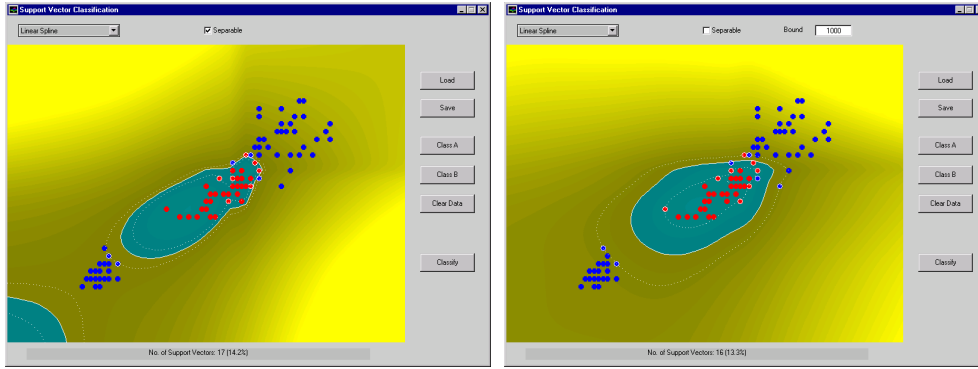 Support Vector Classification
Linear Spline
Separable
Load
Save
Class A
Class B
Clear Data
Classify
No. of Support Vectors: 17 (14.2%)
Support Vector Classification
Linear Spline
Separable
Bound
1000
Load
Save
Class A
Class B
Clear Data
Classify
No. of Support Vectors: 16 (13.3%)